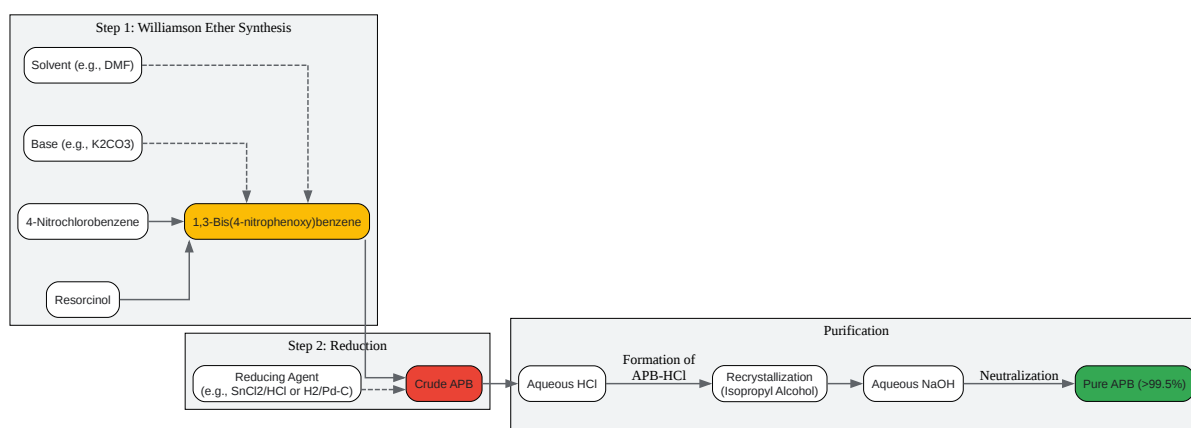 Step 1: Williamson Ether Synthesis
Solvent (e.g., DMF)
Base (e.g., K2CO3)
4-Nitrochlorobenzene
1,3-Bis(4-nitrophenoxy)benzene
Resorcinol
Step 2: Reduction
Reducing Agent
(e.g., SnCl2/HCl or H2/Pd-C)
Crude APB
Purification
Aqueous HCl
Formation of
APB-HCl
Recrystallization
(Isopropyl Alcohol)
Aqueous NaOH
Neutralization
Pure APB (>99.5%)